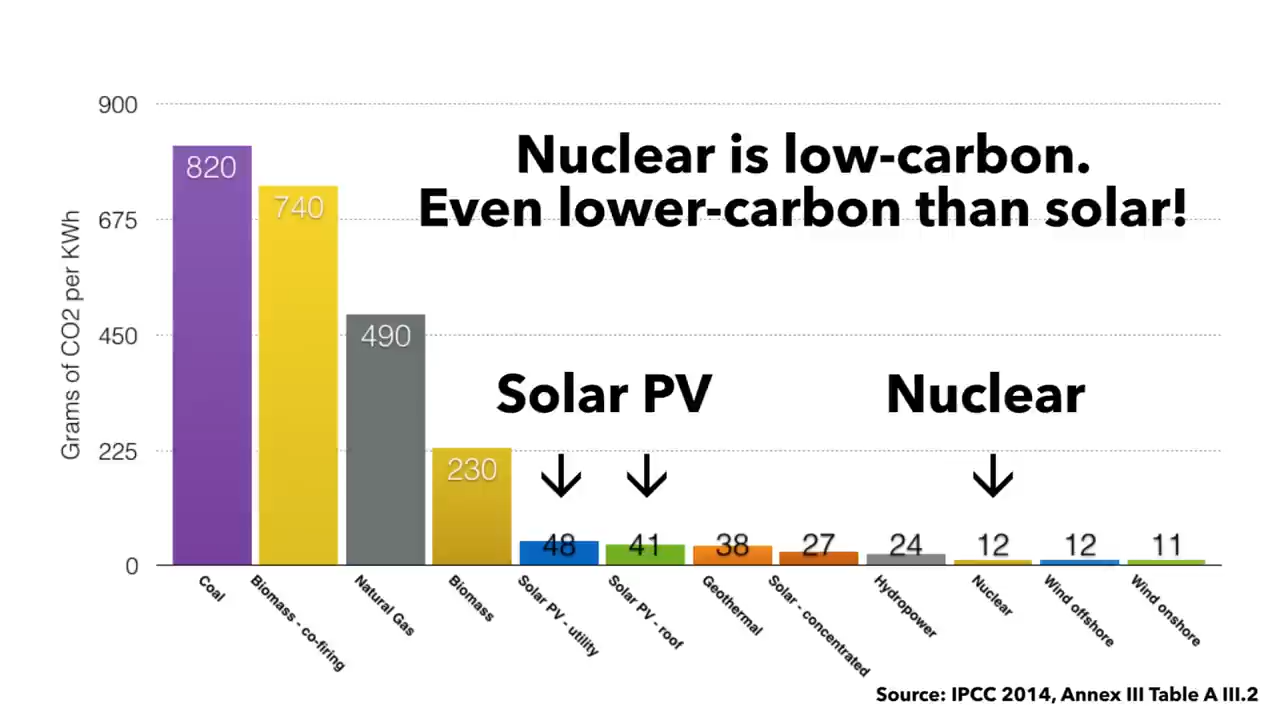 Nuclear is low-carbon.
Even lower-carbon than solar!
Grams of CO2 per KWh
900
675
450
225
0
820
740
490
230
48
41
38
27
24
12
12
11
Solar PV
Nuclear
Coal
Biomass - co-firing
Natural Gas
Biomass
Solar PV - utility
Solar PV - roof
Geothermal
Solar - concentrated
Hydropower
Nuclear
Wind offshore
Wind onshore
Source: IPCC 2014, Annex III Table A III.2